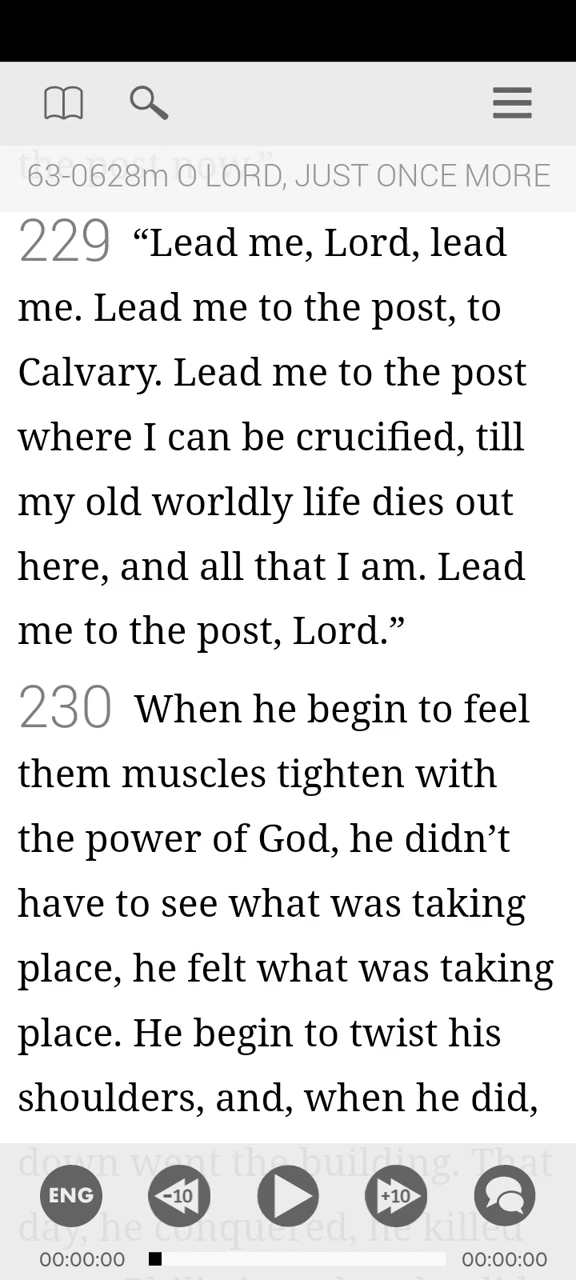 the post now.”
63-0628m O LORD, JUST ONCE MORE
229 “Lead me, Lord, lead
me. Lead me to the post, to
Calvary. Lead me to the post
where I can be crucified, till
my old worldly life dies out
here, and all that I am. Lead
me to the post, Lord.”
230 When he begin to feel
them muscles tighten with
the power of God, he didn’t
have to see what was taking
place, he felt what was taking
place. He begin to twist his
shoulders, and, when he did,
down went the building. That
ENG -10 +10
day, he conquered, he killed
00:00:00 00:00:00